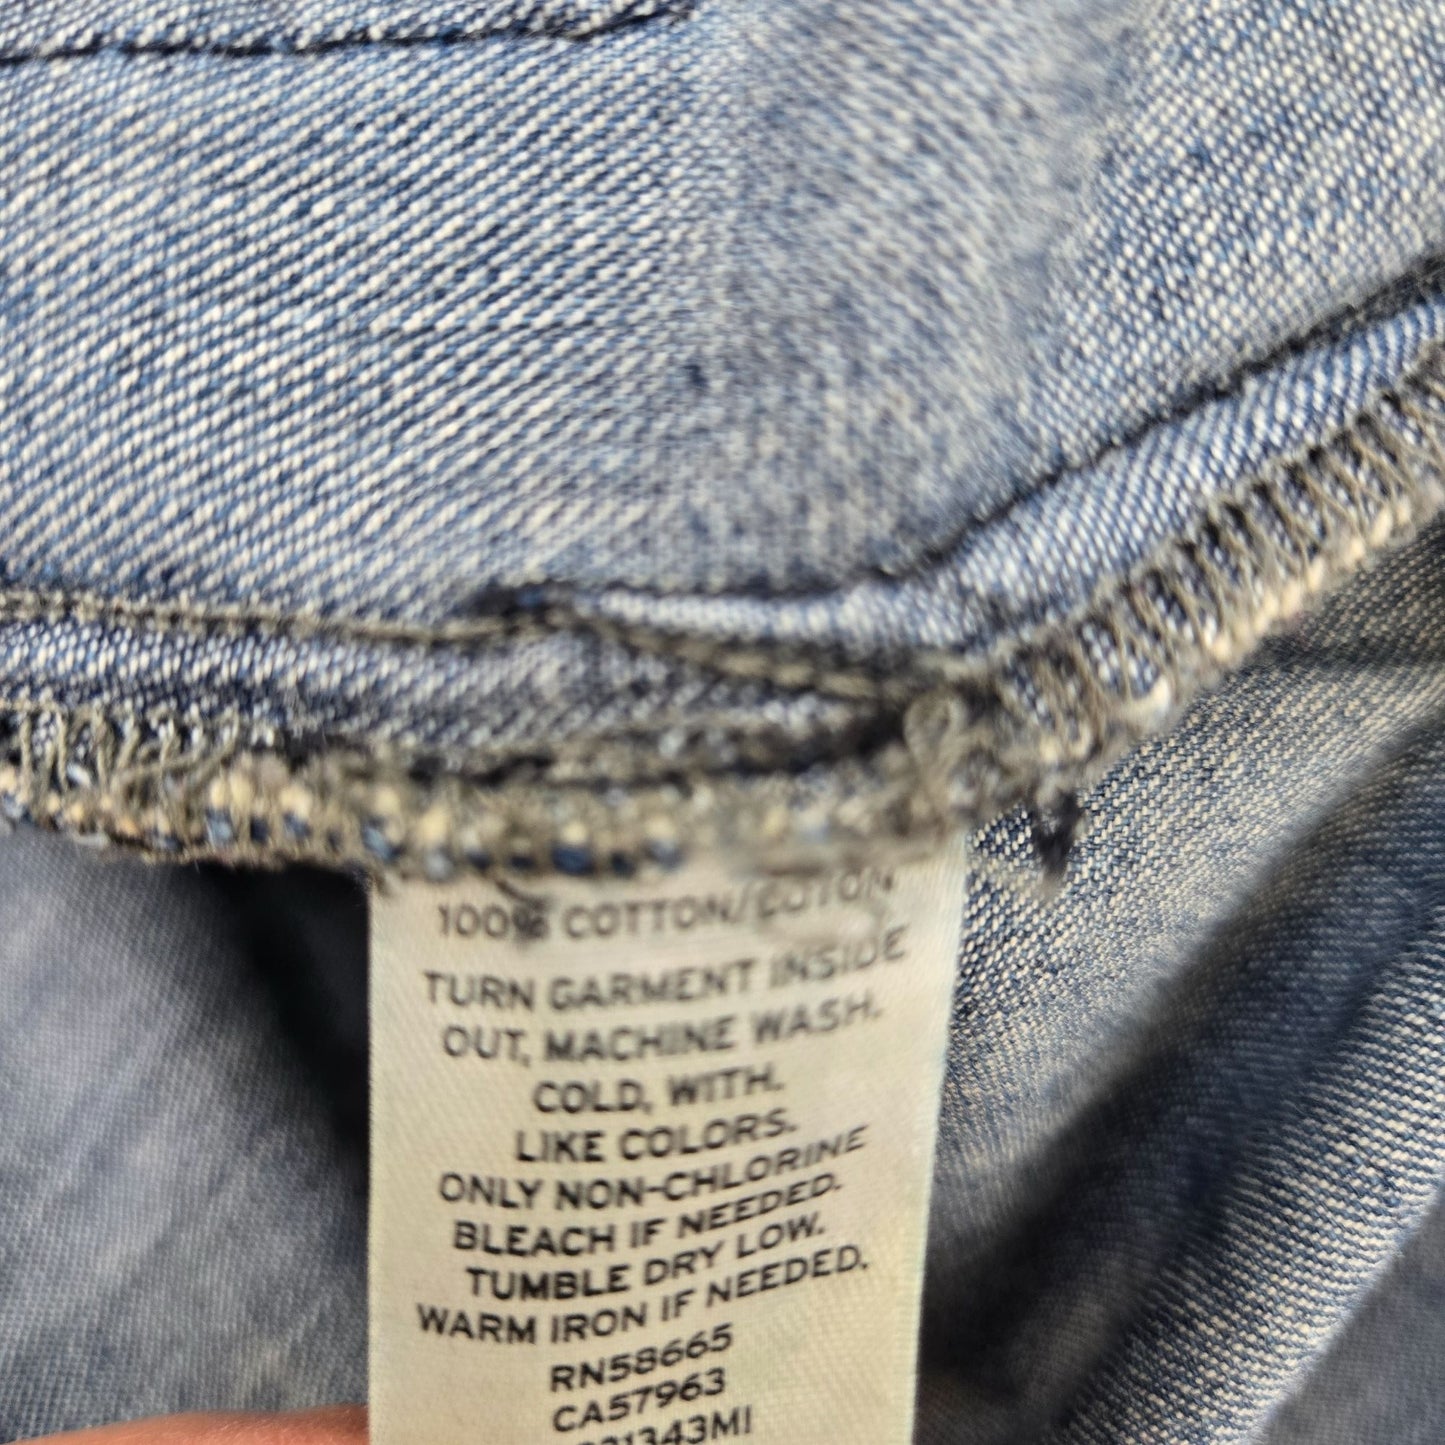 100% COTTON/COTON
TURN GARMENT INSIDE
OUT, MACHINE WASH.
COLD, WITH.
LIKE COLORS.
ONLY NON-CHLORINE
BLEACH IF NEEDED.
TUMBLE DRY LOW.
WARM IRON IF NEEDED.
RN58665
CA57963